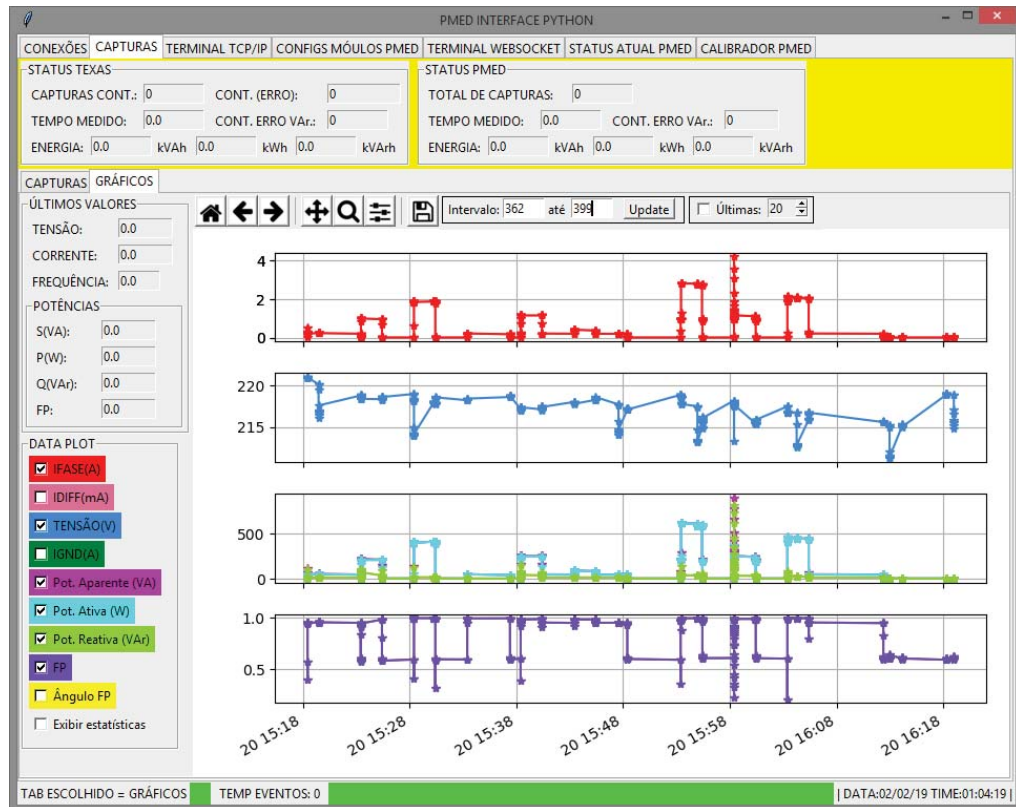 PMED INTERFACE PYTHON
CONEXÕES CAPTURAS TERMINAL TCP/IP CONFIGS MÓULOS PMED TERMINAL WEBSOCKET STATUS ATUAL PMED CALIBRADOR PMED
STATUS TEXAS
CAPTURAS CONT.: 0 CONT. (ERRO): 0
TEMPO MEDIDO: 0.0 CONT. ERRO VAr.: 0
ENERGIA: 0.0 kVAh 0.0 kWh 0.0 kVArh
STATUS PMED
TOTAL DE CAPTURAS: 0
TEMPO MEDIDO: 0.0 CONT. ERRO VAr.: 0
ENERGIA: 0.0 kVAh 0.0 kWh 0.0 kVArh
CAPTURAS GRÁFICOS
ÚLTIMOS VALORES
TENSÃO: 0.0
CORRENTE: 0.0
FREQUÊNCIA: 0.0
POTÊNCIAS
S(VA): 0.0
P(W): 0.0
Q(VAr): 0.0
FP: 0.0
DATA PLOT
IFASE(A)
IDIFF(mA)
TENSÃO(V)
IGND(A)
Pot. Aparente (VA)
Pot. Ativa (W)
Pot. Reativa (VAr)
FP
Ângulo FP
Exibir estatísticas
Intervalo: 362 até 399 Update Últimas: 20
4
2
0
220
215
500
0
1.0
0.5
20 15:18 20 15:28 20 15:38 20 15:48 20 15:58 20 16:08 20 16:18
TAB ESCOLHIDO = GRÁFICOS TEMP EVENTOS: 0 | DATA:02/02/19 TIME:01:04:19 |